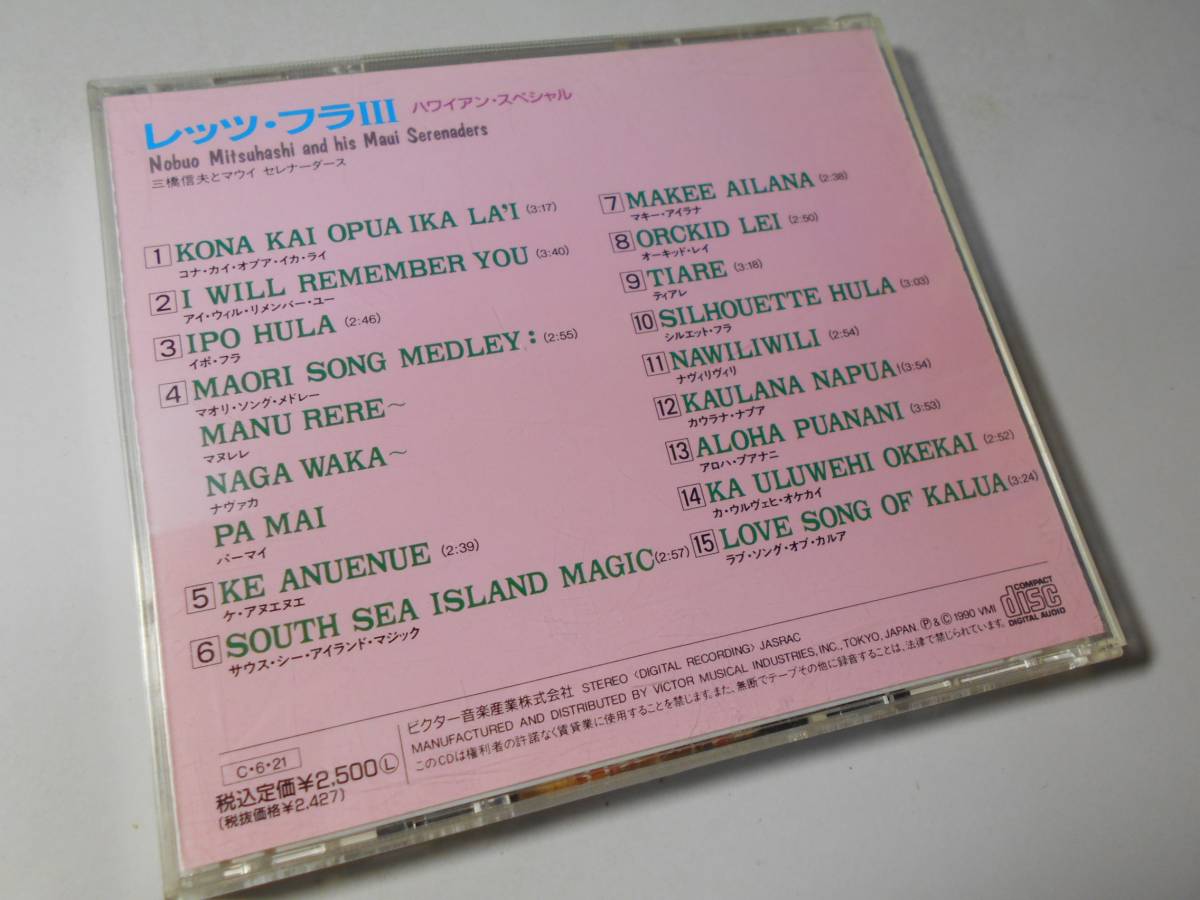 レッツ・フラIII ハワイアン・スペシャル
Nobuo Mitsuhashi and his Maui Serenaders
三橋信夫とマウイ セレナーダース
1 KONA KAI OPUA IKA LA'I (3:17)
コナ・カイ・オプア・イカ・ライ
2 I WILL REMEMBER YOU (3:40)
アイ・ウィル・リメンバー・ユー
3 IPO HULA (2:46)
イポ・フラ
4 MAORI SONG MEDLEY: (2:55)
マオリ・ソング・メドレー
MANU RERE~
マヌレレ
NAGA WAKA~
ナヴァカ
PA MAI
パーマイ
5 KE ANUENUE (2:39)
ケ・アヌエヌエ
6 SOUTH SEA ISLAND MAGIC (2:57)
サウス・シー・アイランド・マジック
7 MAKEE AILANA (2:38)
マキー・アイラナ
8 ORCKID LEI (2:50)
オーキッド・レイ
9 TIARE (3:18)
ティアレ
10 SILHOUETTE HULA (3:03)
シルエット・フラ
11 NAWILIWILI (2:54)
ナヴィリヴィリ
12 KAULANA NAPUA! (3:54)
カウラナ・ナプア
13 ALOHA PUANANI (3:53)
アロハ・プアナニ
14 KA ULUWEHI OKEKAI (2:52)
カ・ウルヴェヒ・オケカイ
15 LOVE SONG OF KALUA (3:24)
ラブ・ソング・オブ・カルア
COMPACT
disc
DIGITAL AUDIO
ビクター音楽産業株式会社 STEREO〈DIGITAL RECORDING〉JASRAC
MANUFACTURED AND DISTRIBUTED BY VICTOR MUSICAL INDUSTRIES, INC., TOKYO, JAPAN. Ⓟ&© 1990 VMI
このCDは権利者の許諾なく賃貸業に使用することを禁じます。また、無断でテープその他に録音することは、法律で禁じられています。
C・6・21
税込定価¥2,500Ⓛ
(税抜価格¥2,427)